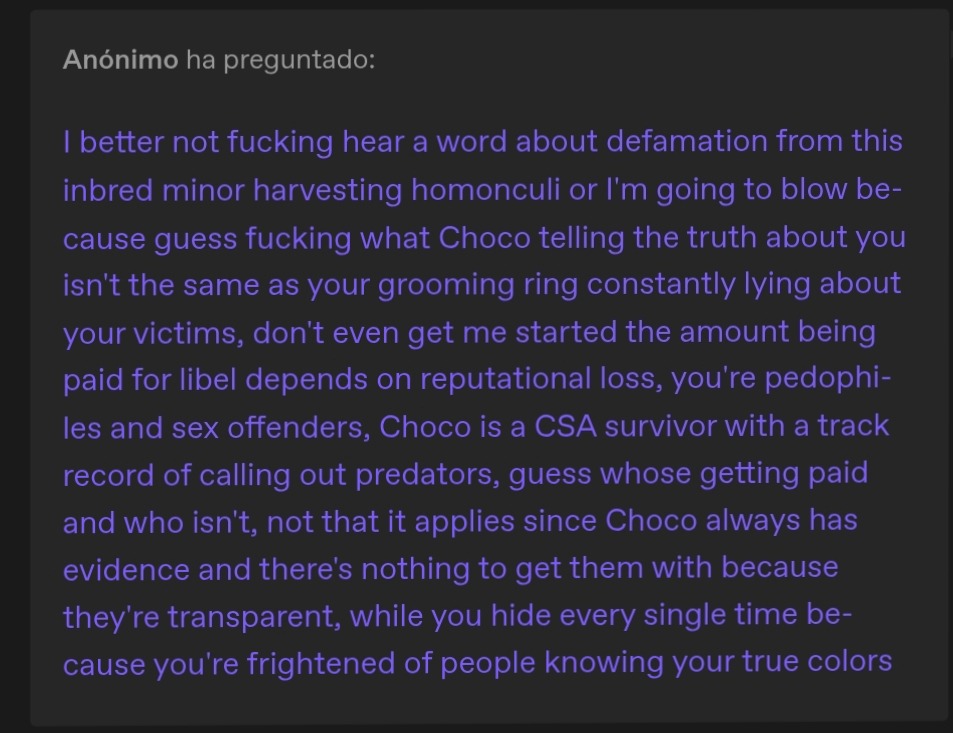 Anónimo ha preguntado:
I better not fucking hear a word about defamation from this
inbred minor harvesting homonculi or I'm going to blow be-
cause guess fucking what Choco telling the truth about you
isn't the same as your grooming ring constantly lying about
your victims, don't even get me started the amount being
paid for libel depends on reputational loss, you're pedophi-
les and sex offenders, Choco is a CSA survivor with a track
record of calling out predators, guess whose getting paid
and who isn't, not that it applies since Choco always has
evidence and there's nothing to get them with because
they're transparent, while you hide every single time be-
cause you're frightened of people knowing your true colors